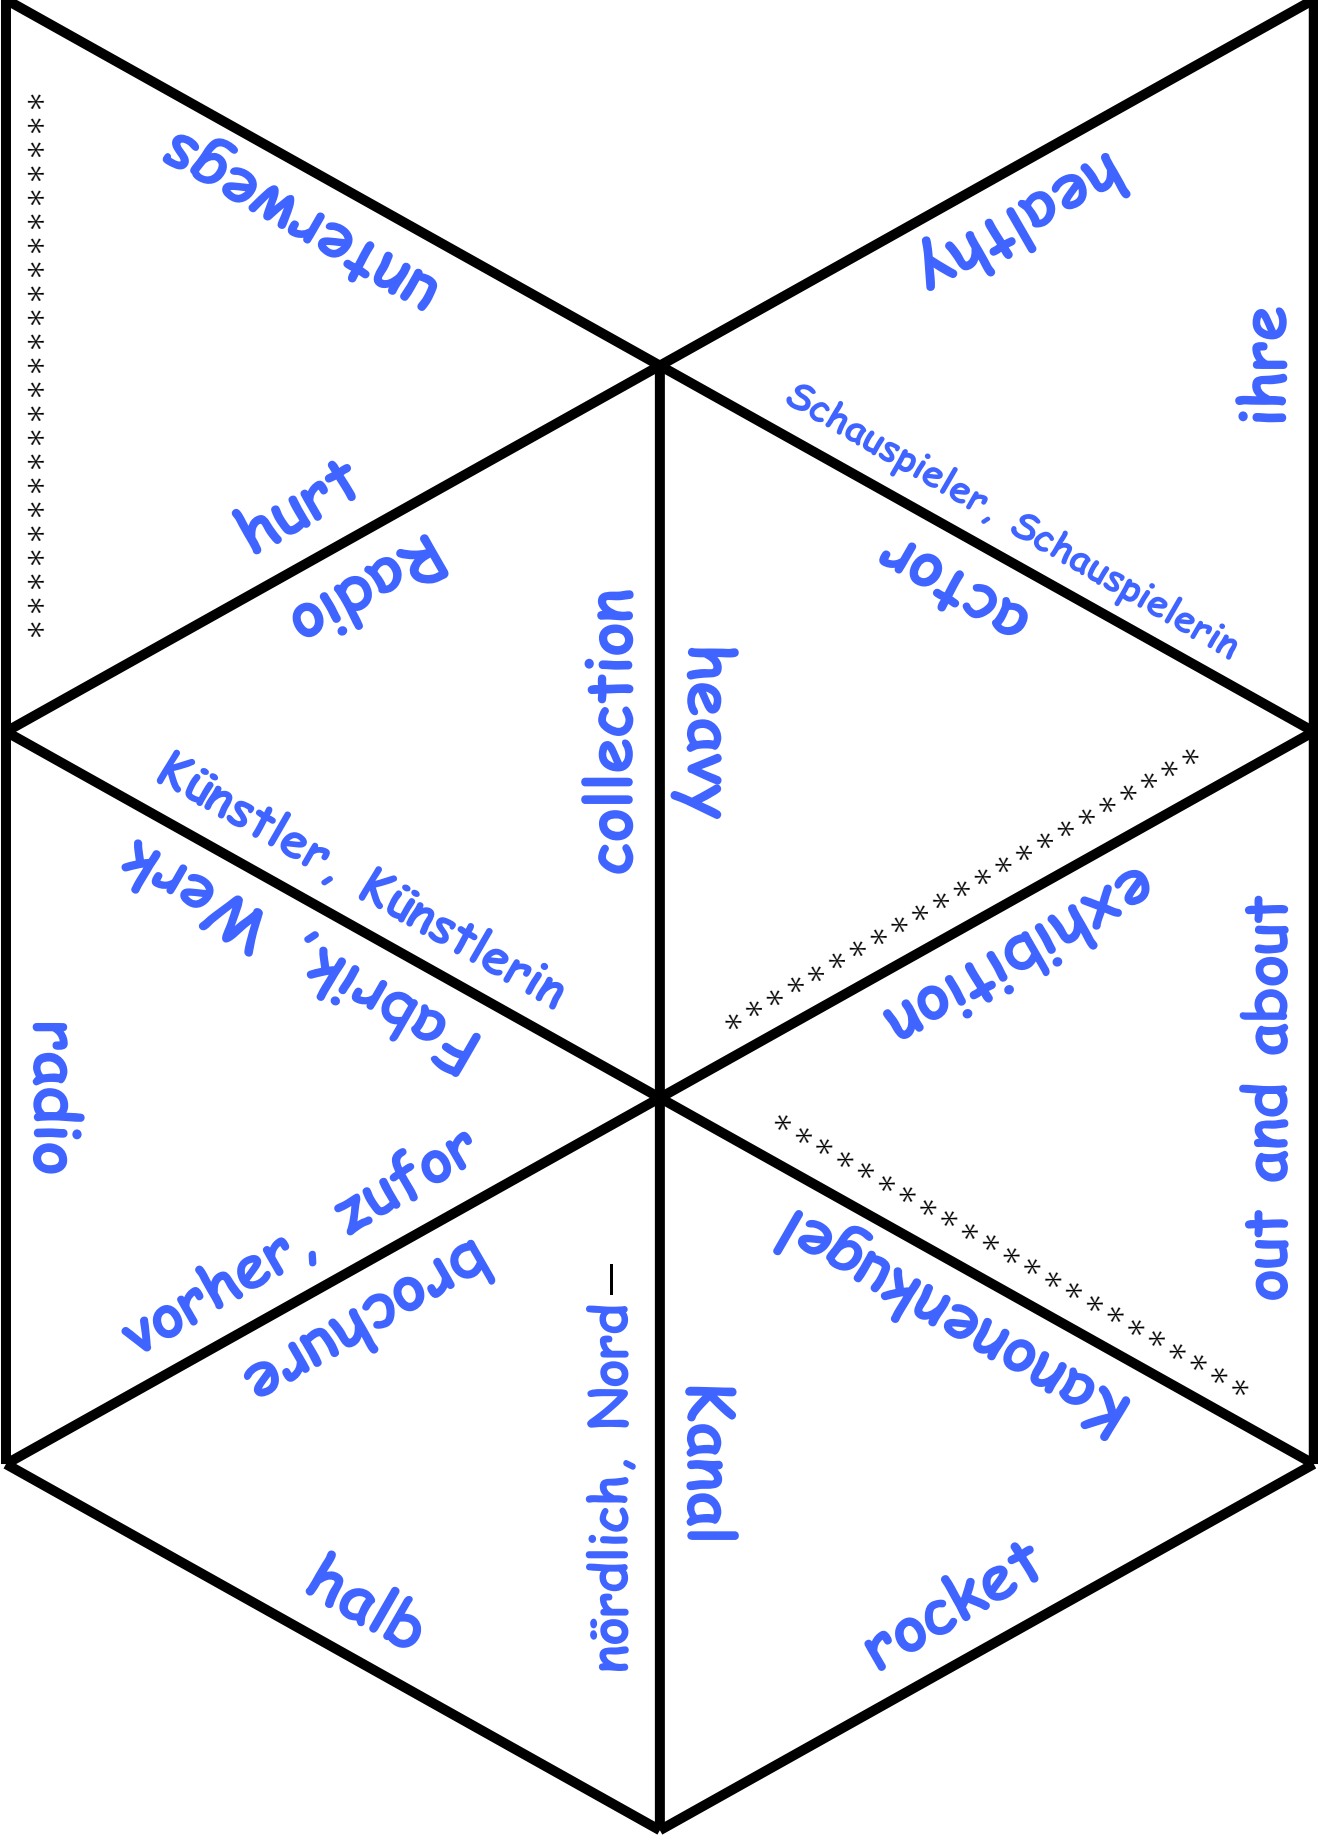 ************************
unterwegs
hurt
healthy
ihre
Schauspieler, Schauspielerin
Radio
collection
Künstler, Künstlerin
actor
heavy
***********************
Fabrik, Werk
radio
vorher, zufor
exhibition
out and about
***********************
brochure
nördlich, Nord–
halb
Kanonenkugel
Kanal
rocket